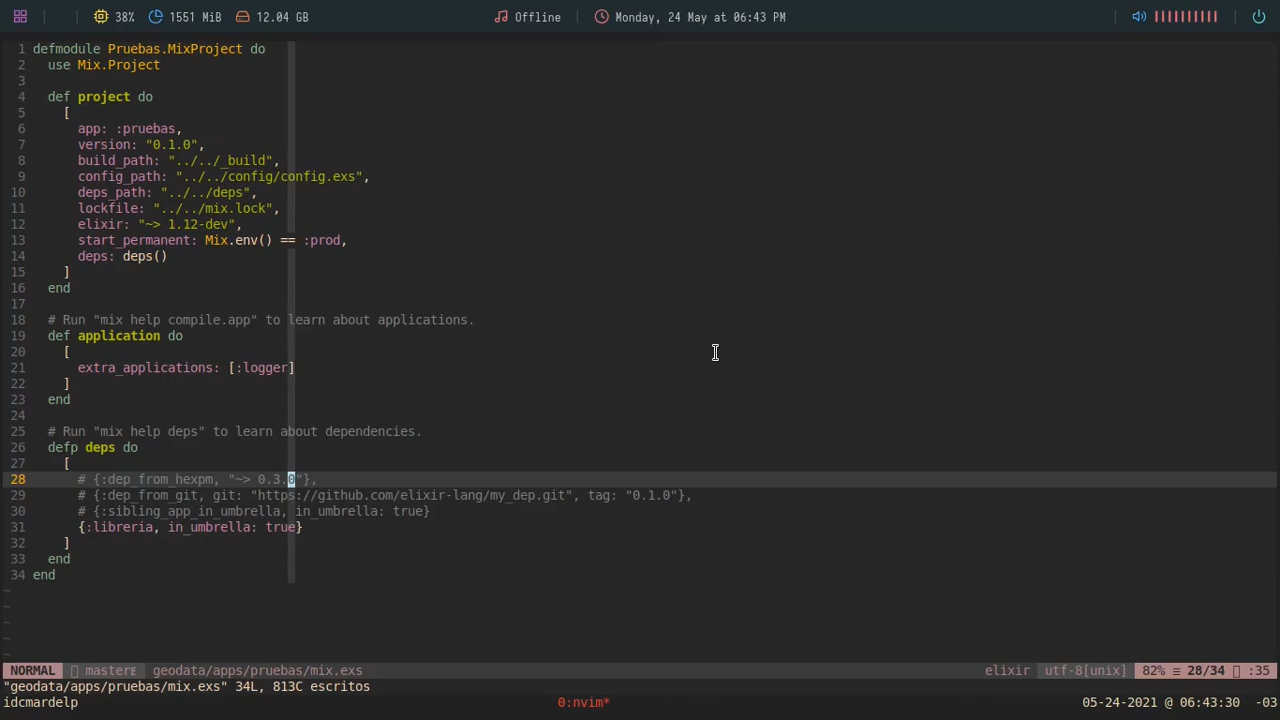 38% 1551 MiB 12.04 GB Offline Monday, 24 May at 06:43 PM
1 defmodule Pruebas.MixProject do
2 use Mix.Project
3
4 def project do
5 [
6 app: :pruebas,
7 version: "0.1.0",
8 build_path: "../../_build",
9 config_path: "../../config/config.exs",
10 deps_path: "../../deps",
11 lockfile: "../../mix.lock",
12 elixir: "~> 1.12-dev",
13 start_permanent: Mix.env() == :prod,
14 deps: deps()
15 ]
16 end
17
18 # Run "mix help compile.app" to learn about applications.
19 def application do
20 [
21 extra_applications: [:logger]
22 ]
23 end
24
25 # Run "mix help deps" to learn about dependencies.
26 defp deps do
27 [
28 # {:dep_from_hexpm, "~> 0.3.0"},
29 # {:dep_from_git, git: "https://github.com/elixir-lang/my_dep.git", tag: "0.1.0"},
30 # {:sibling_app_in_umbrella, in_umbrella: true}
31 {:libreria, in_umbrella: true}
32 ]
33 end
34 end
~
~
~
~
NORMAL master geodata/apps/pruebas/mix.exs elixir utf-8[unix] 82% ≡ 28/34 :35
"geodata/apps/pruebas/mix.exs" 34L, 813C escritos
idcmardelp 0:nvim* 05-24-2021 @ 06:43:30 -03